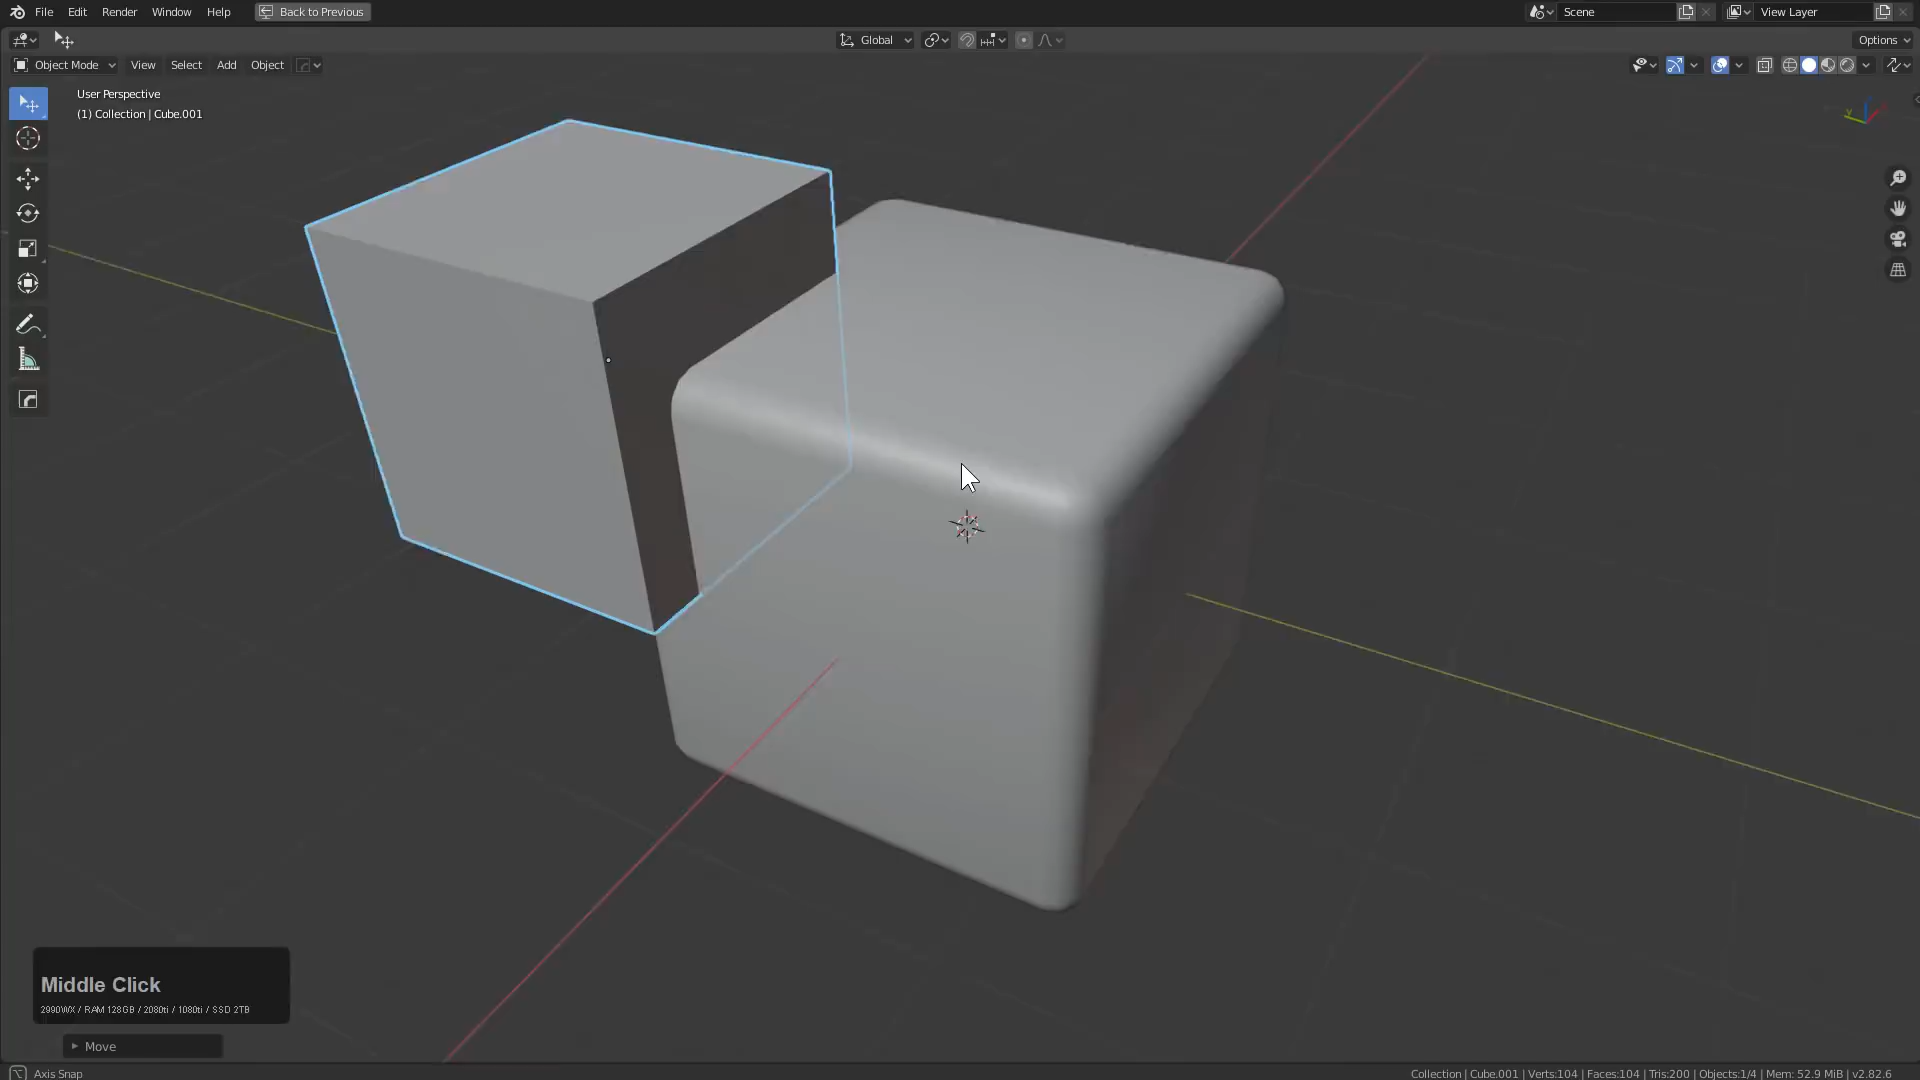 File Edit Render Window Help Back to Previous Scene View Layer
Global Options
Object Mode View Select Add Object
User Perspective
(1) Collection | Cube.001
Y
Middle Click
2990WX / RAM 128GB / 2080ti / 1080ti / SSD 2TB
Move
Axis Snap Collection | Cube.001 | Verts:104 | Faces:104 | Tris:200 | Objects:1/4 | Mem: 52.9 MiB | v2.82.6